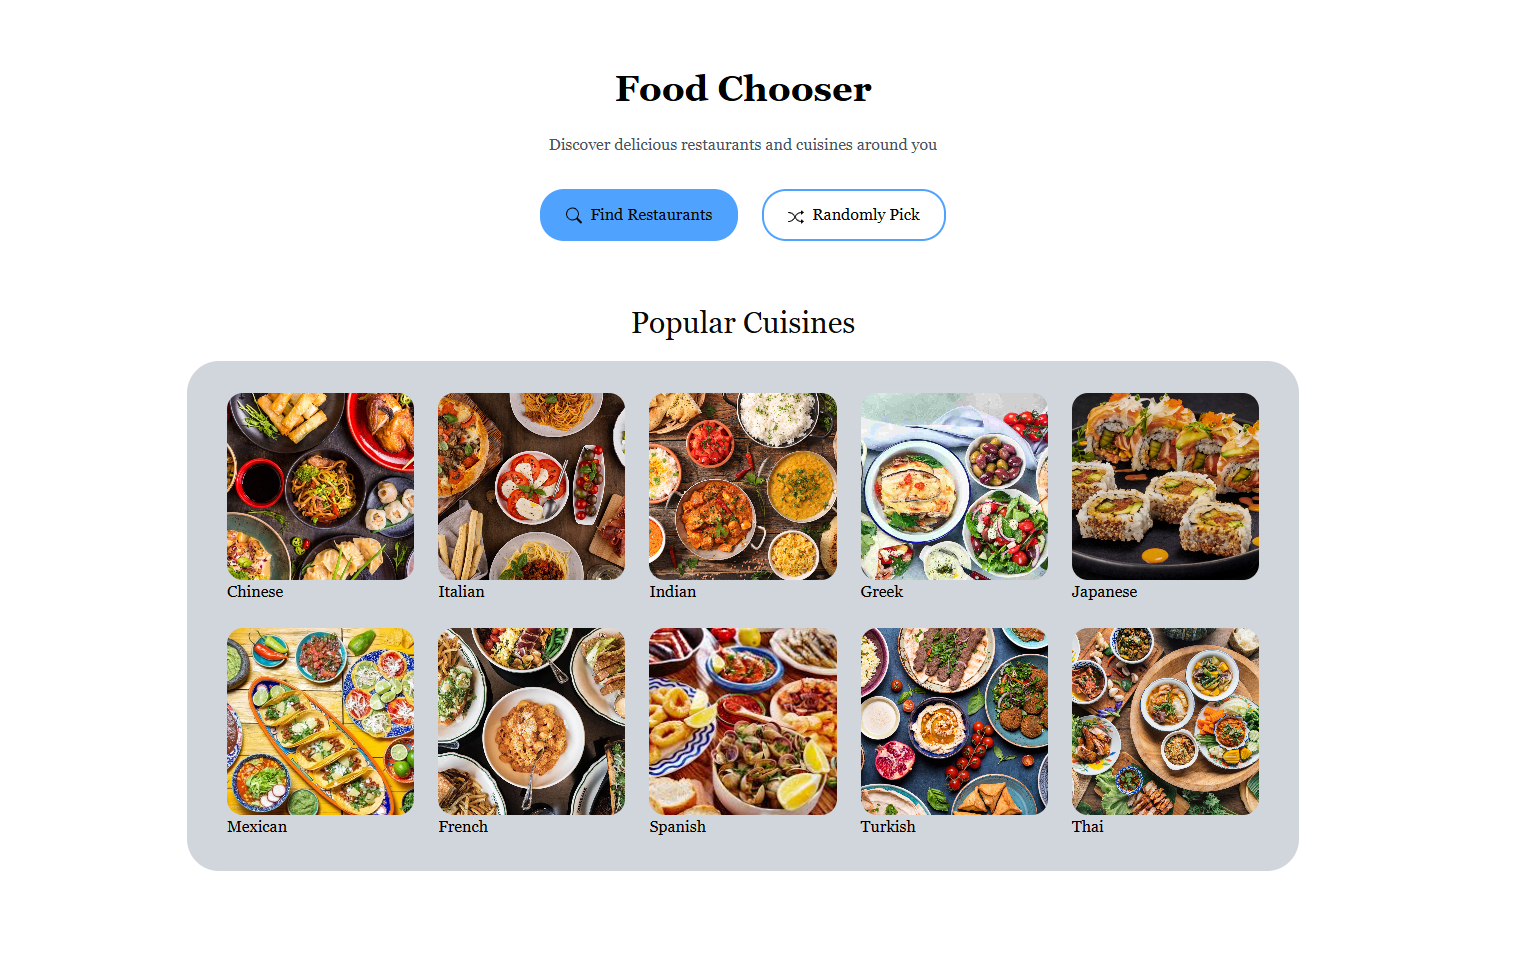 Food Chooser
Discover delicious restaurants and cuisines around you
Find Restaurants
Randomly Pick
Popular Cuisines
Chinese
Italian
Indian
Greek
Japanese
Mexican
French
Spanish
Turkish
Thai